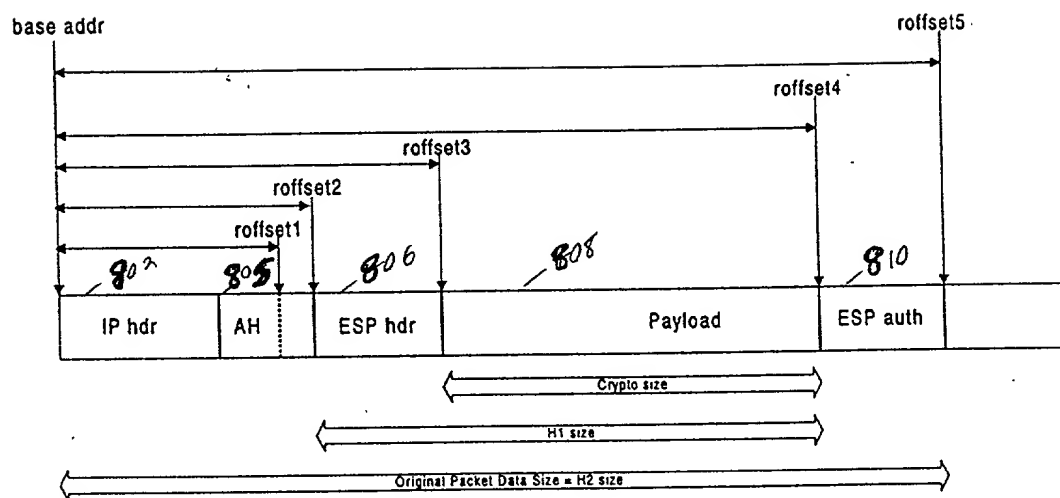 base addr
roffset5
roffset4
roffset3
roffset2
roffset1
802
805
806
808
810
IP hdr
AH
ESP hdr
Payload
ESP auth
Crypto size
H1 size
Original Packet Data Size = H2 size